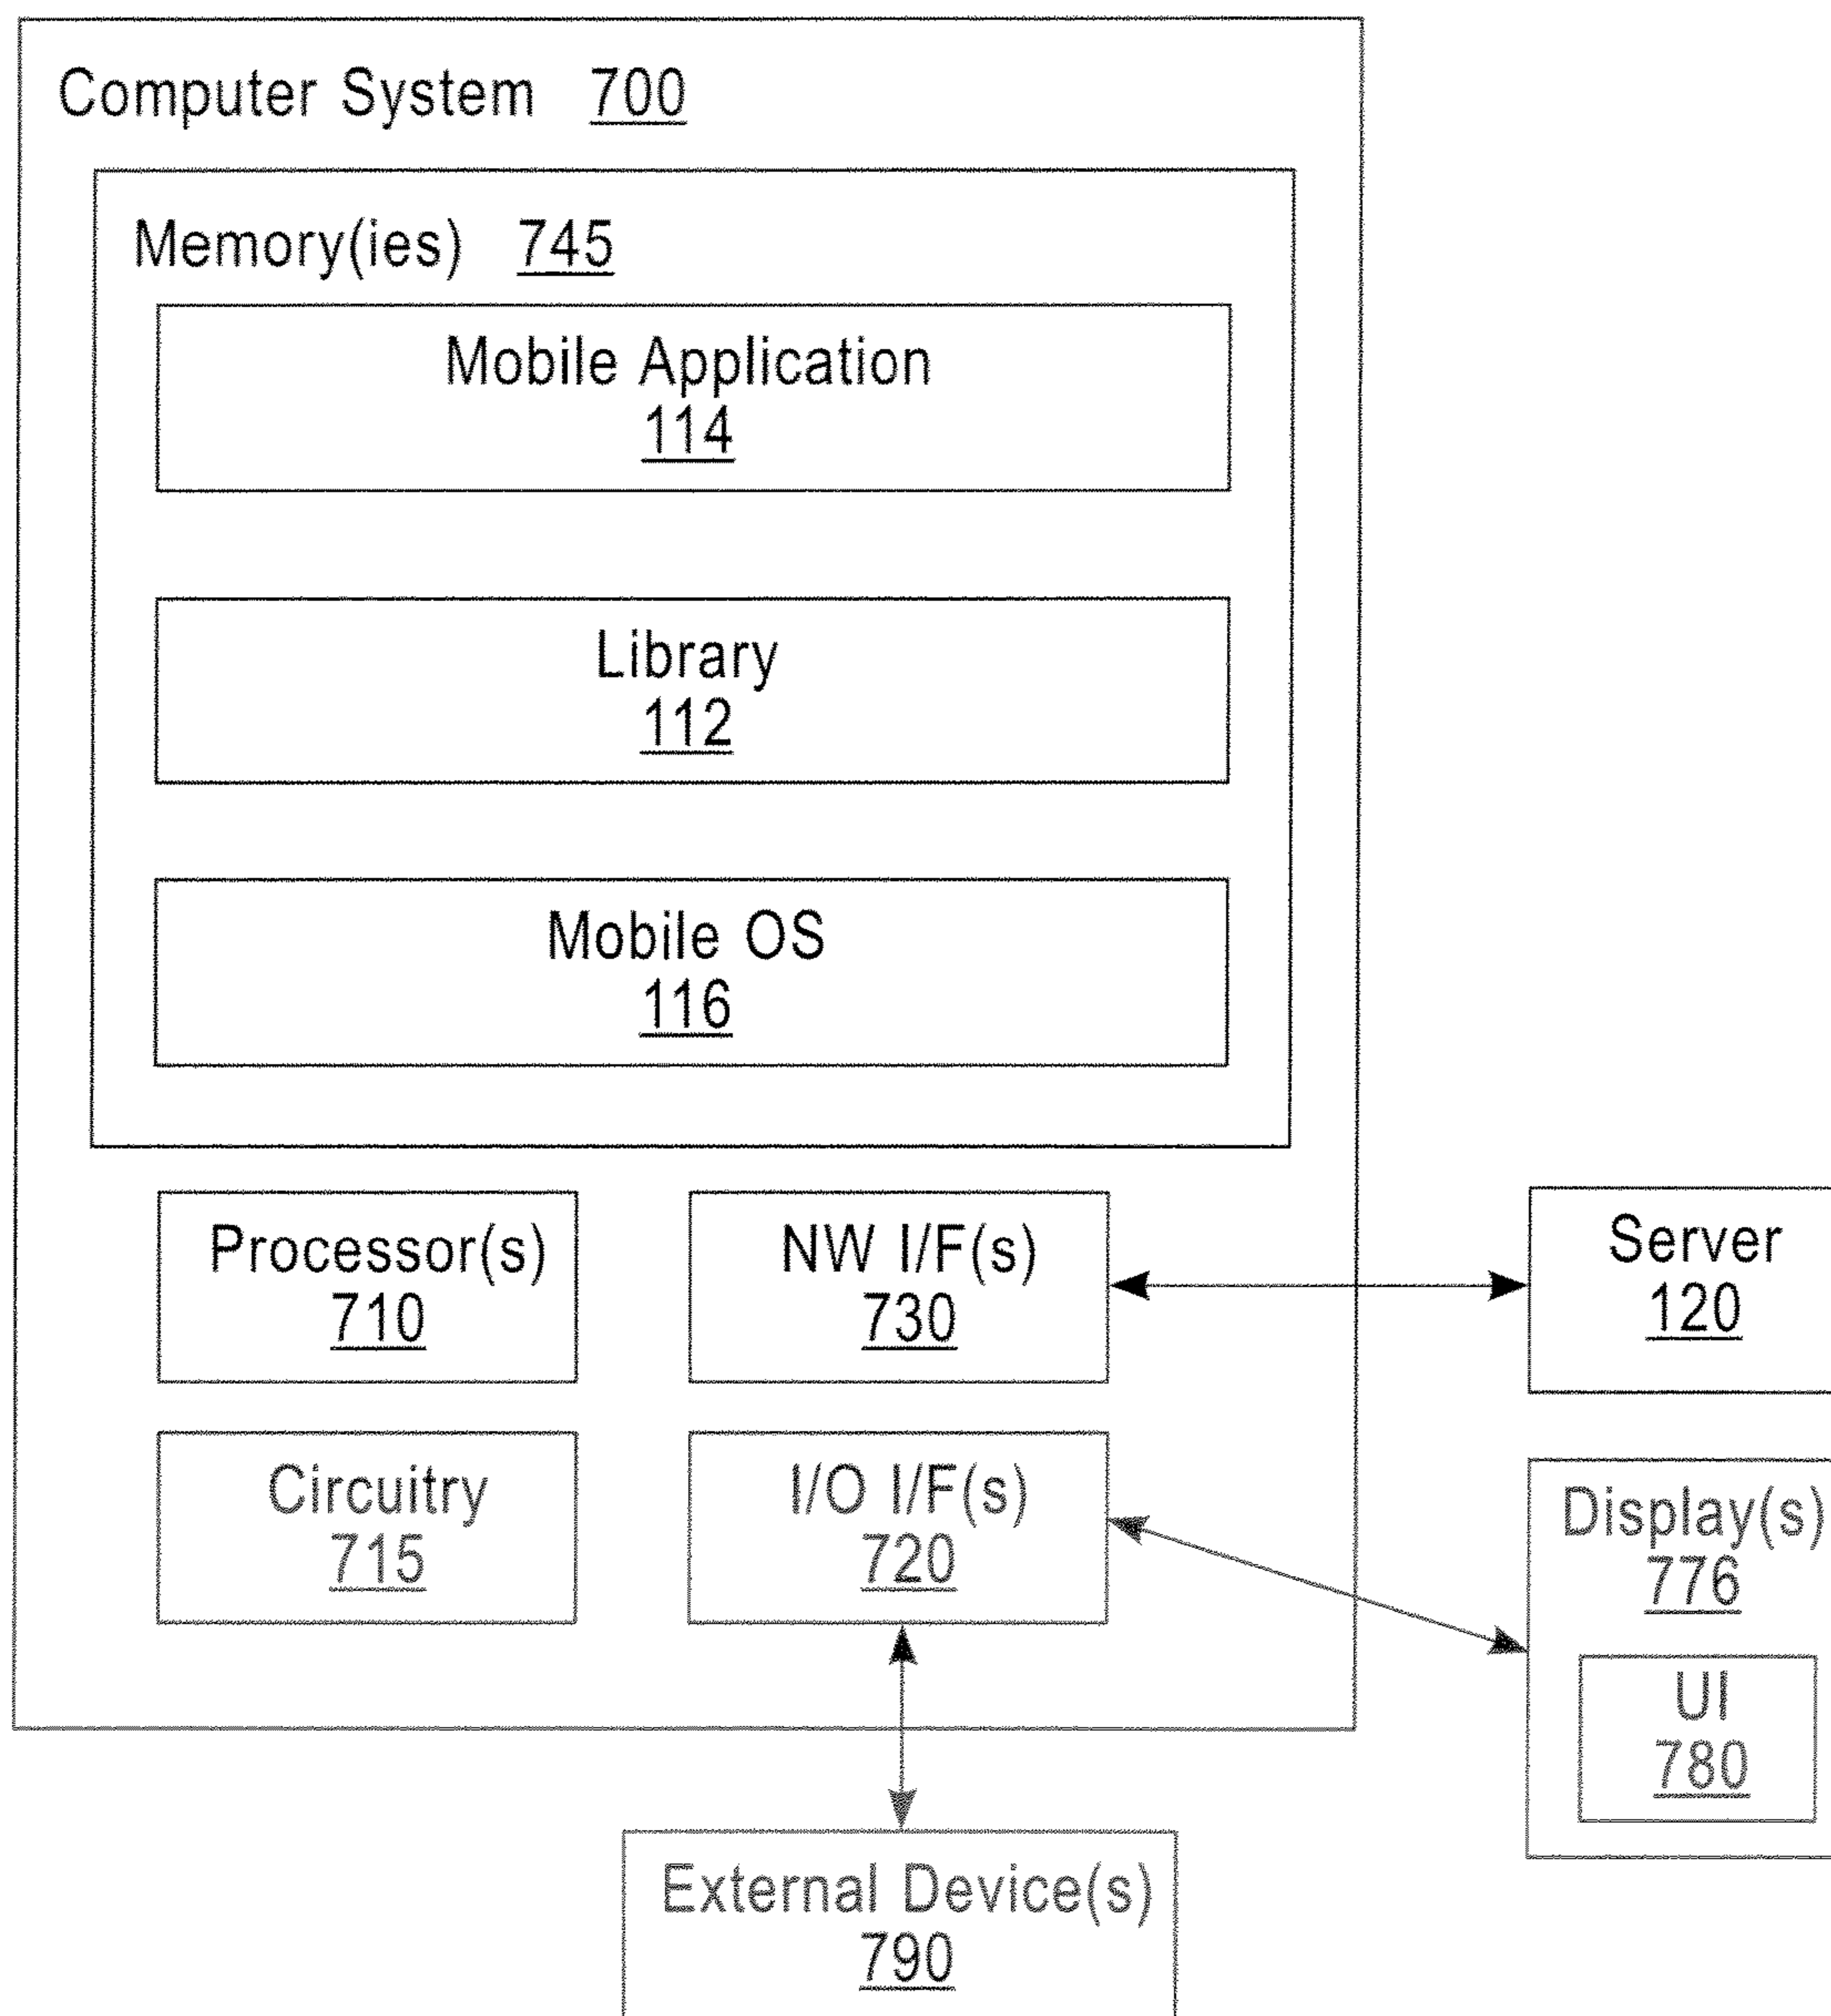 Computer System 700
Memory(ies) 745
Mobile Application
114
Library
112
Mobile OS
116
Processor(s)
710
NW I/F(s)
730
Server
120
Circuitry
715
I/O I/F(s)
720
Display(s)
776
UI
780
External Device(s)
790